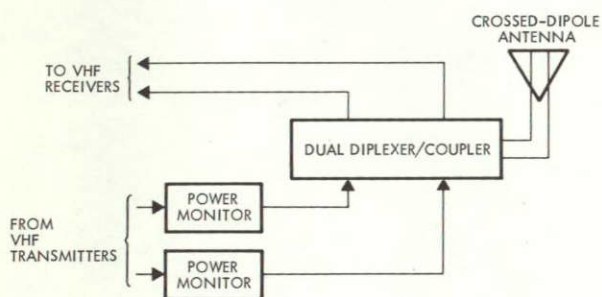 CROSSED-DIPOLE
ANTENNA
TO VHF
RECEIVERS
DUAL DIPLEXER/COUPLER
POWER
MONITOR
FROM
VHF
TRANSMITTERS
POWER
MONITOR